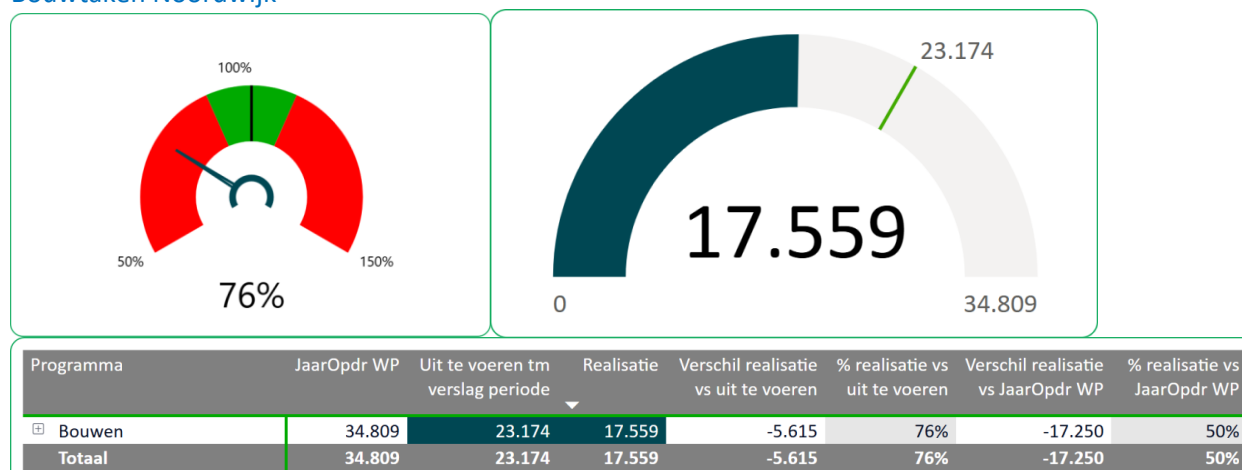 Bouwtaken Noordwijk
100%
50%
150%
76%
23.174
17.559
0
34.809
Programma JaarOpdr WP Uit te voeren tm verslag periode Realisatie Verschil realisatie vs uit te voeren % realisatie vs uit te voeren Verschil realisatie vs JaarOpdr WP % realisatie vs JaarOpdr WP
Bouwen 34.809 23.174 17.559 -5.615 76% -17.250 50%
Totaal 34.809 23.174 17.559 -5.615 76% -17.250 50%